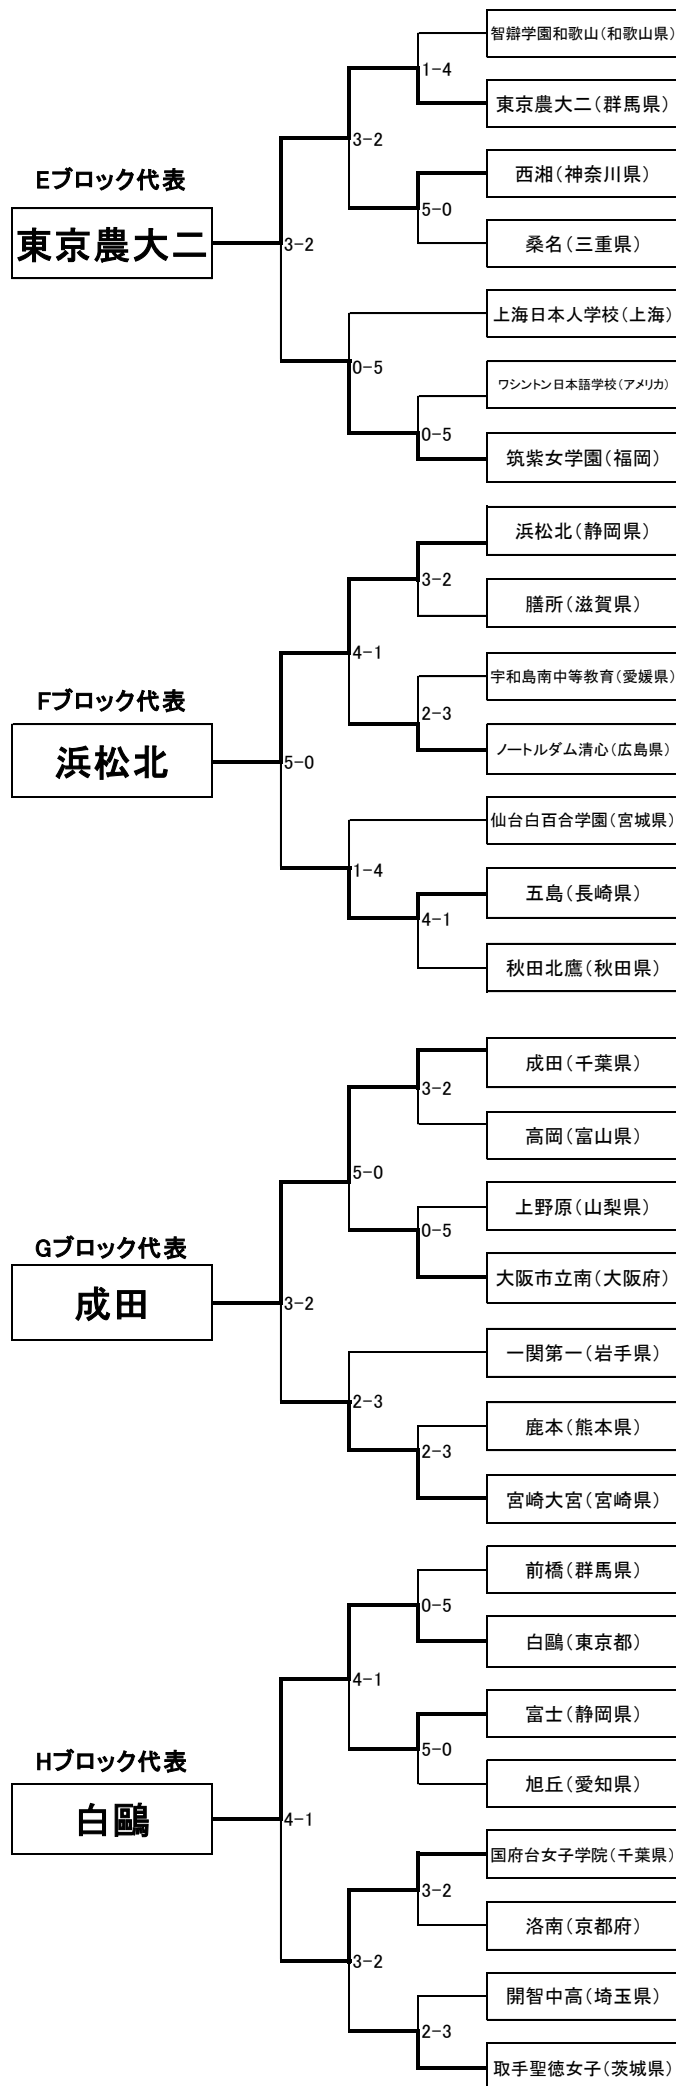 智辯学園和歌山(和歌山県)
1-4
東京農大二(群馬県)
3-2
Eブロック代表
西湘(神奈川県)
5-0
東京農大二
3-2
桑名(三重県)
上海日本人学校(上海)
0-5
ワシントン日本語学校(アメリカ)
0-5
筑紫女学園(福岡)
浜松北(静岡県)
3-2
膳所(滋賀県)
4-1
宇和島南中等教育(愛媛県)
Fブロック代表
2-3
浜松北
5-0
ノートルダム清心(広島県)
仙台白百合学園(宮城県)
1-4
五島(長崎県)
4-1
秋田北鷹(秋田県)
成田(千葉県)
3-2
高岡(富山県)
5-0
上野原(山梨県)
0-5
Gブロック代表
大阪市立南(大阪府)
成田
3-2
一関第一(岩手県)
2-3
鹿本(熊本県)
2-3
宮崎大宮(宮崎県)
前橋(群馬県)
0-5
白鷗(東京都)
4-1
富士(静岡県)
5-0
Hブロック代表
旭丘(愛知県)
白鷗
4-1
国府台女子学院(千葉県)
3-2
洛南(京都府)
3-2
開智中高(埼玉県)
2-3
取手聖徳女子(茨城県)